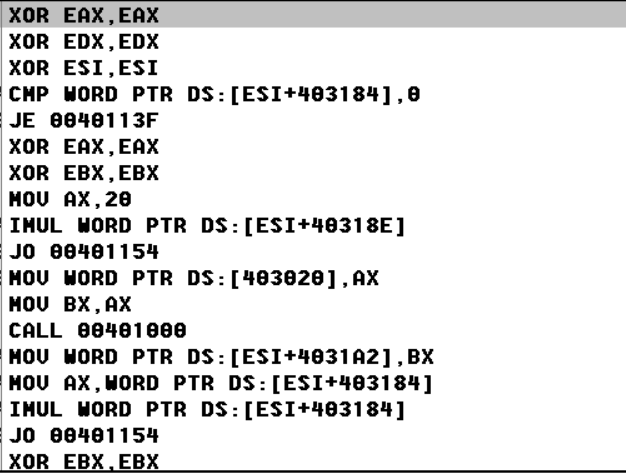 XOR EAX,EAX
XOR EDX,EDX
XOR ESI,ESI
CMP WORD PTR DS:[ESI+403184],0
JE 0040113F
XOR EAX,EAX
XOR EBX,EBX
MOV AX,20
IMUL WORD PTR DS:[ESI+40318E]
JO 00401154
MOV WORD PTR DS:[403020],AX
MOV BX,AX
CALL 00401000
MOV WORD PTR DS:[ESI+4031A2],BX
MOV AX,WORD PTR DS:[ESI+403184]
IMUL WORD PTR DS:[ESI+403184]
JO 00401154
XOR EBX,EBX